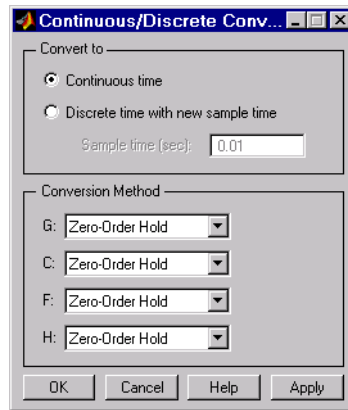 Continuous/Discrete Conv...
Convert to
Continuous time
Discrete time with new sample time
Sample time (sec): 0.01
Conversion Method
G: Zero-Order Hold
C: Zero-Order Hold
F: Zero-Order Hold
H: Zero-Order Hold
OK Cancel Help Apply